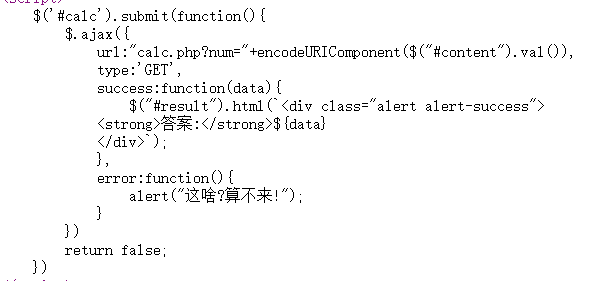 <script>
$('#calc').submit(function(){
$.ajax({
url:"calc.php?num="+encodeURIComponent($("#content").val()),
type:'GET',
success:function(data){
$("#result").html(`<div class="alert alert-success">
<strong>答案:</strong>${data}
</div>`);
},
error:function(){
alert("这啥?算不来!");
}
})
return false;
})